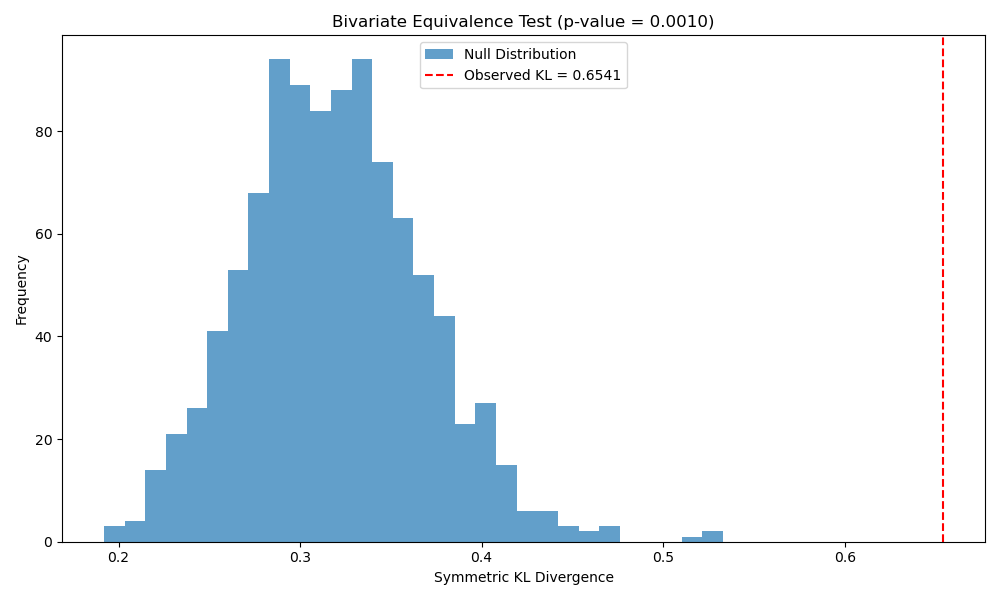 Bivariate Equivalence Test (p-value = 0.0010)
Null Distribution
Observed KL = 0.6541
Frequency
80
60
40
20
0
0.2 0.3 0.4 0.5 0.6
Symmetric KL Divergence